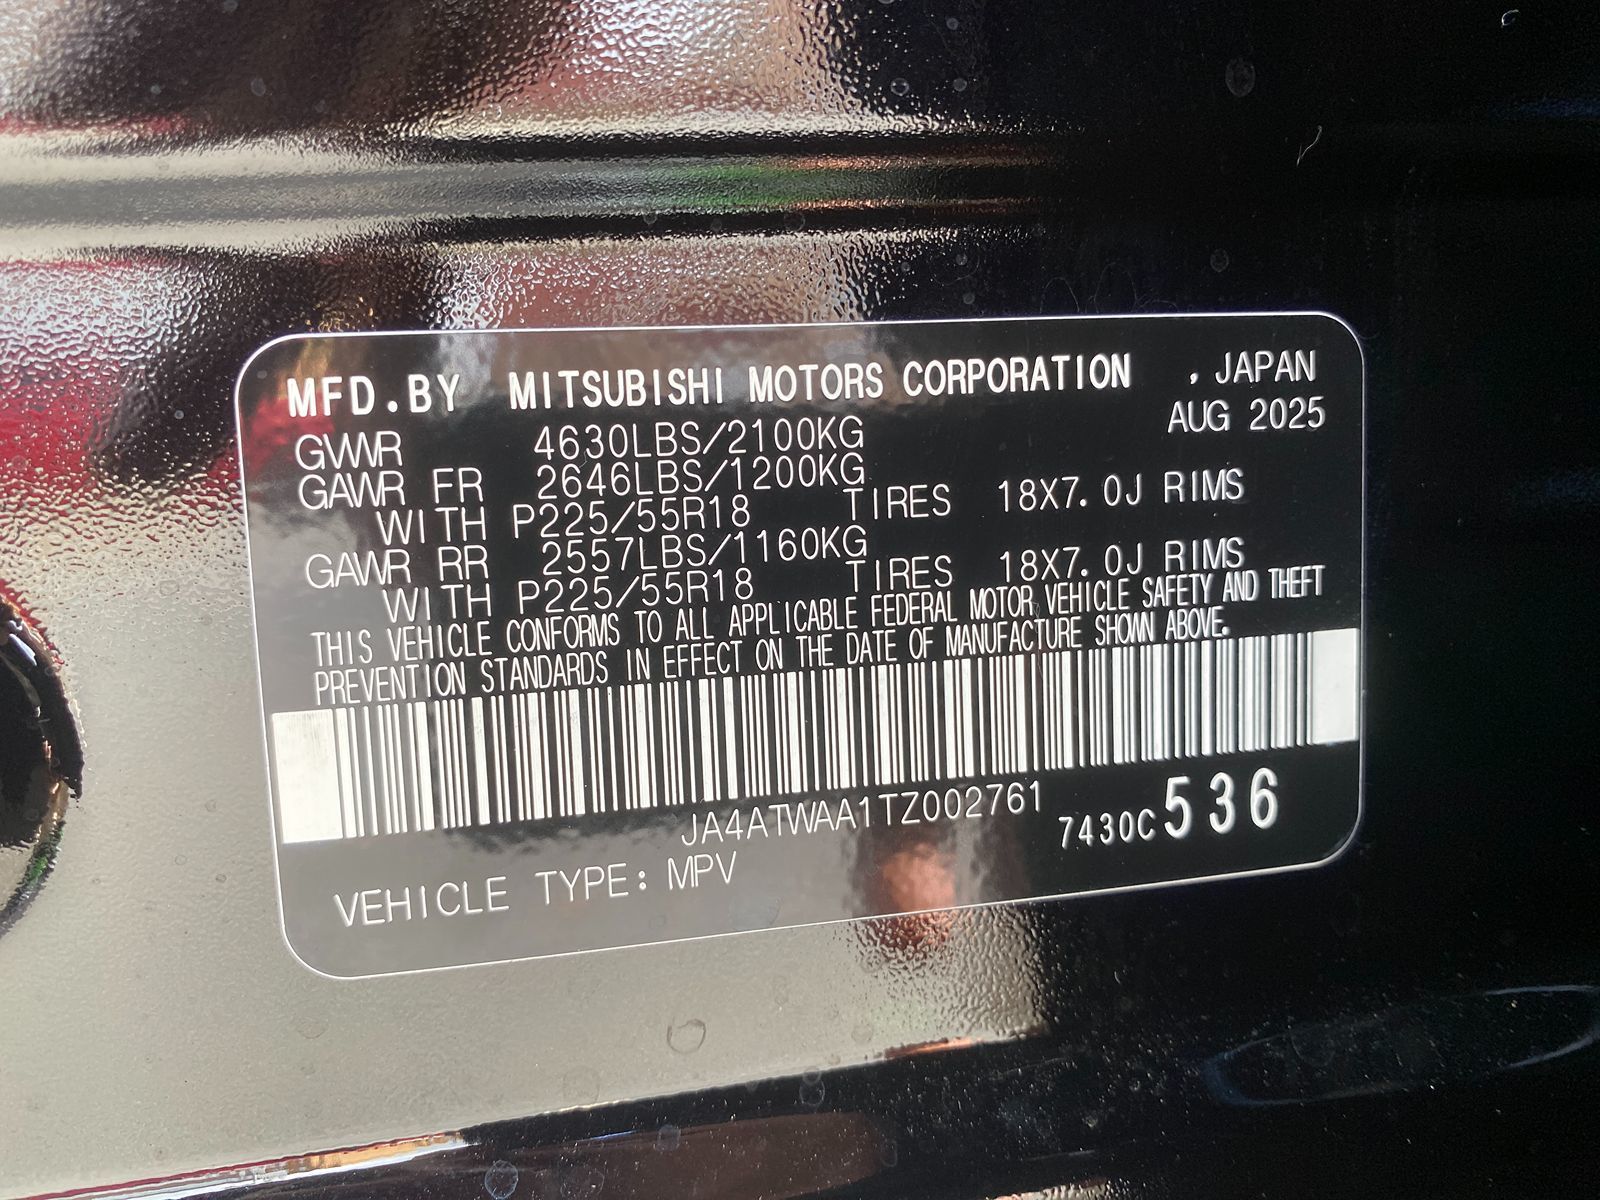 MFD.BY MITSUBISHI MOTORS CORPORATION , JAPAN
AUG 2025
GVWR 4630LBS/2100KG
GAWR FR 2646LBS/1200KG
WITH P225/55R18 TIRES 18X7.0J RIMS
GAWR RR 2557LBS/1160KG
WITH P225/55R18 TIRES 18X7.0J RIMS
THIS VEHICLE CONFORMS TO ALL APPLICABLE FEDERAL MOTOR VEHICLE SAFETY AND THEFT
PREVENTION STANDARDS IN EFFECT ON THE DATE OF MANUFACTURE SHOWN ABOVE.
JA4ATWAA1TZ002761
7430C536
VEHICLE TYPE: MPV